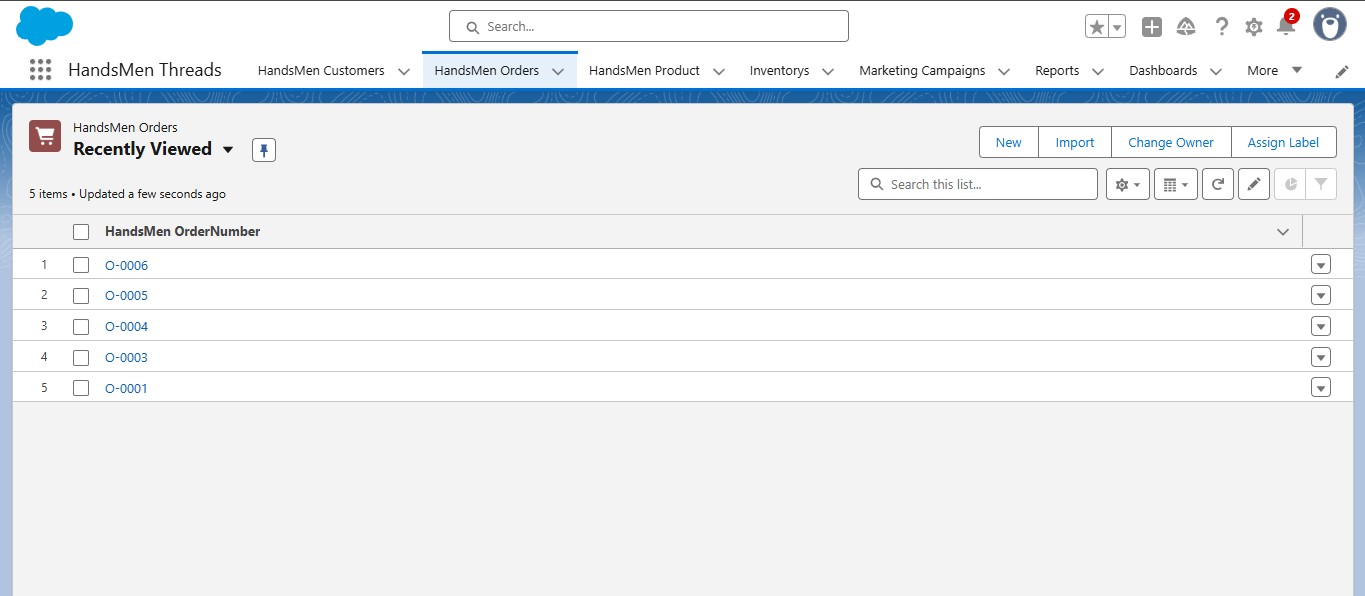 Search...
2
HandsMen Threads HandsMen Customers HandsMen Orders HandsMen Product Inventorys Marketing Campaigns Reports Dashboards More
HandsMen Orders
Recently Viewed
New Import Change Owner Assign Label
5 items • Updated a few seconds ago
Search this list...
HandsMen OrderNumber
1 O-0006
2 O-0005
3 O-0004
4 O-0003
5 O-0001